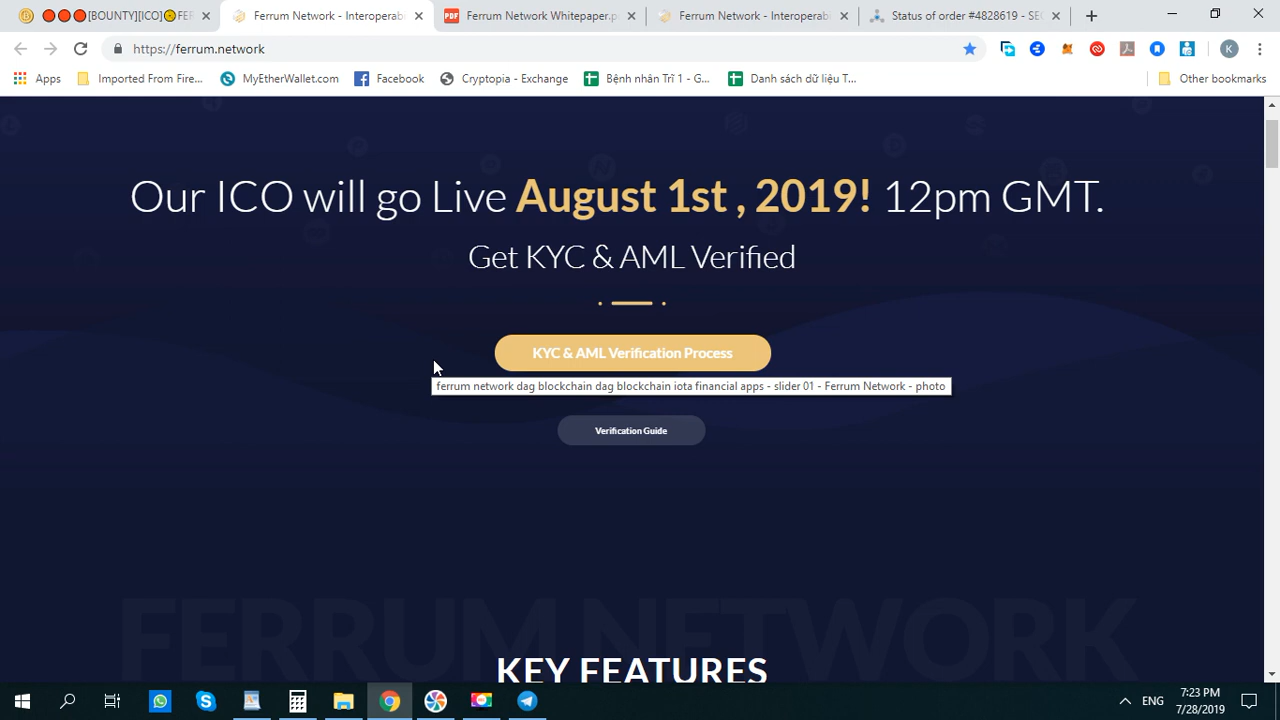 [BOUNTY][ICO] FER
Ferrum Network - Interoperab
Ferrum Network Whitepaper.p
Ferrum Network - Interoperab
Status of order #4828619 - SE
https://ferrum.network
K
Apps
Imported From Fire...
MyEtherWallet.com
Facebook
Cryptopia - Exchange
Bệnh nhân Trĩ 1 - G...
Danh sách dữ liệu T...
Other bookmarks
Our ICO will go Live August 1st , 2019! 12pm GMT.
Get KYC & AML Verified
KYC & AML Verification Process
ferrum network dag blockchain dag blockchain iota financial apps - slider 01 - Ferrum Network - photo
Verification Guide
FERRUM NETWORK
KEY FEATURES
ENG
7:23 PM
7/28/2019